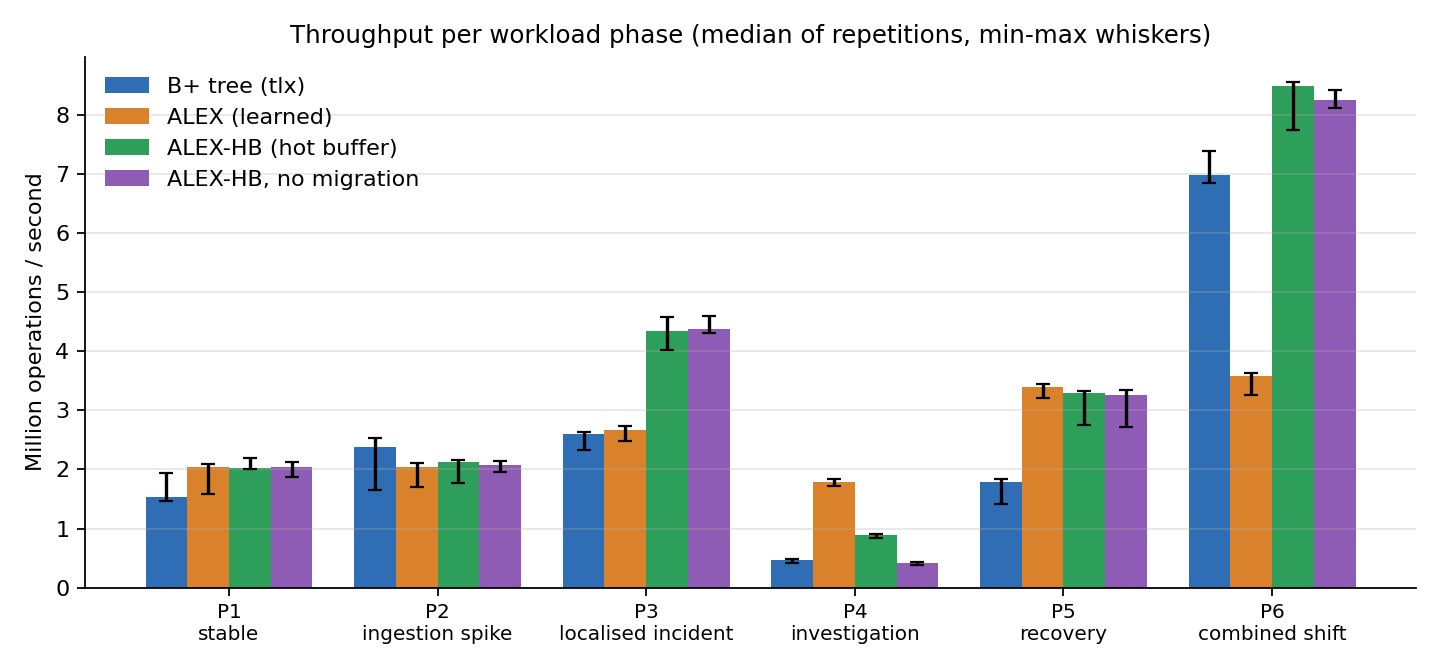 Throughput per workload phase (median of repetitions, min-max whiskers)
B+ tree (tlx)
ALEX (learned)
ALEX-HB (hot buffer)
ALEX-HB, no migration
Million operations / second
8
7
6
5
4
3
2
1
0
P1
stable
P2
ingestion spike
P3
localised incident
P4
investigation
P5
recovery
P6
combined shift